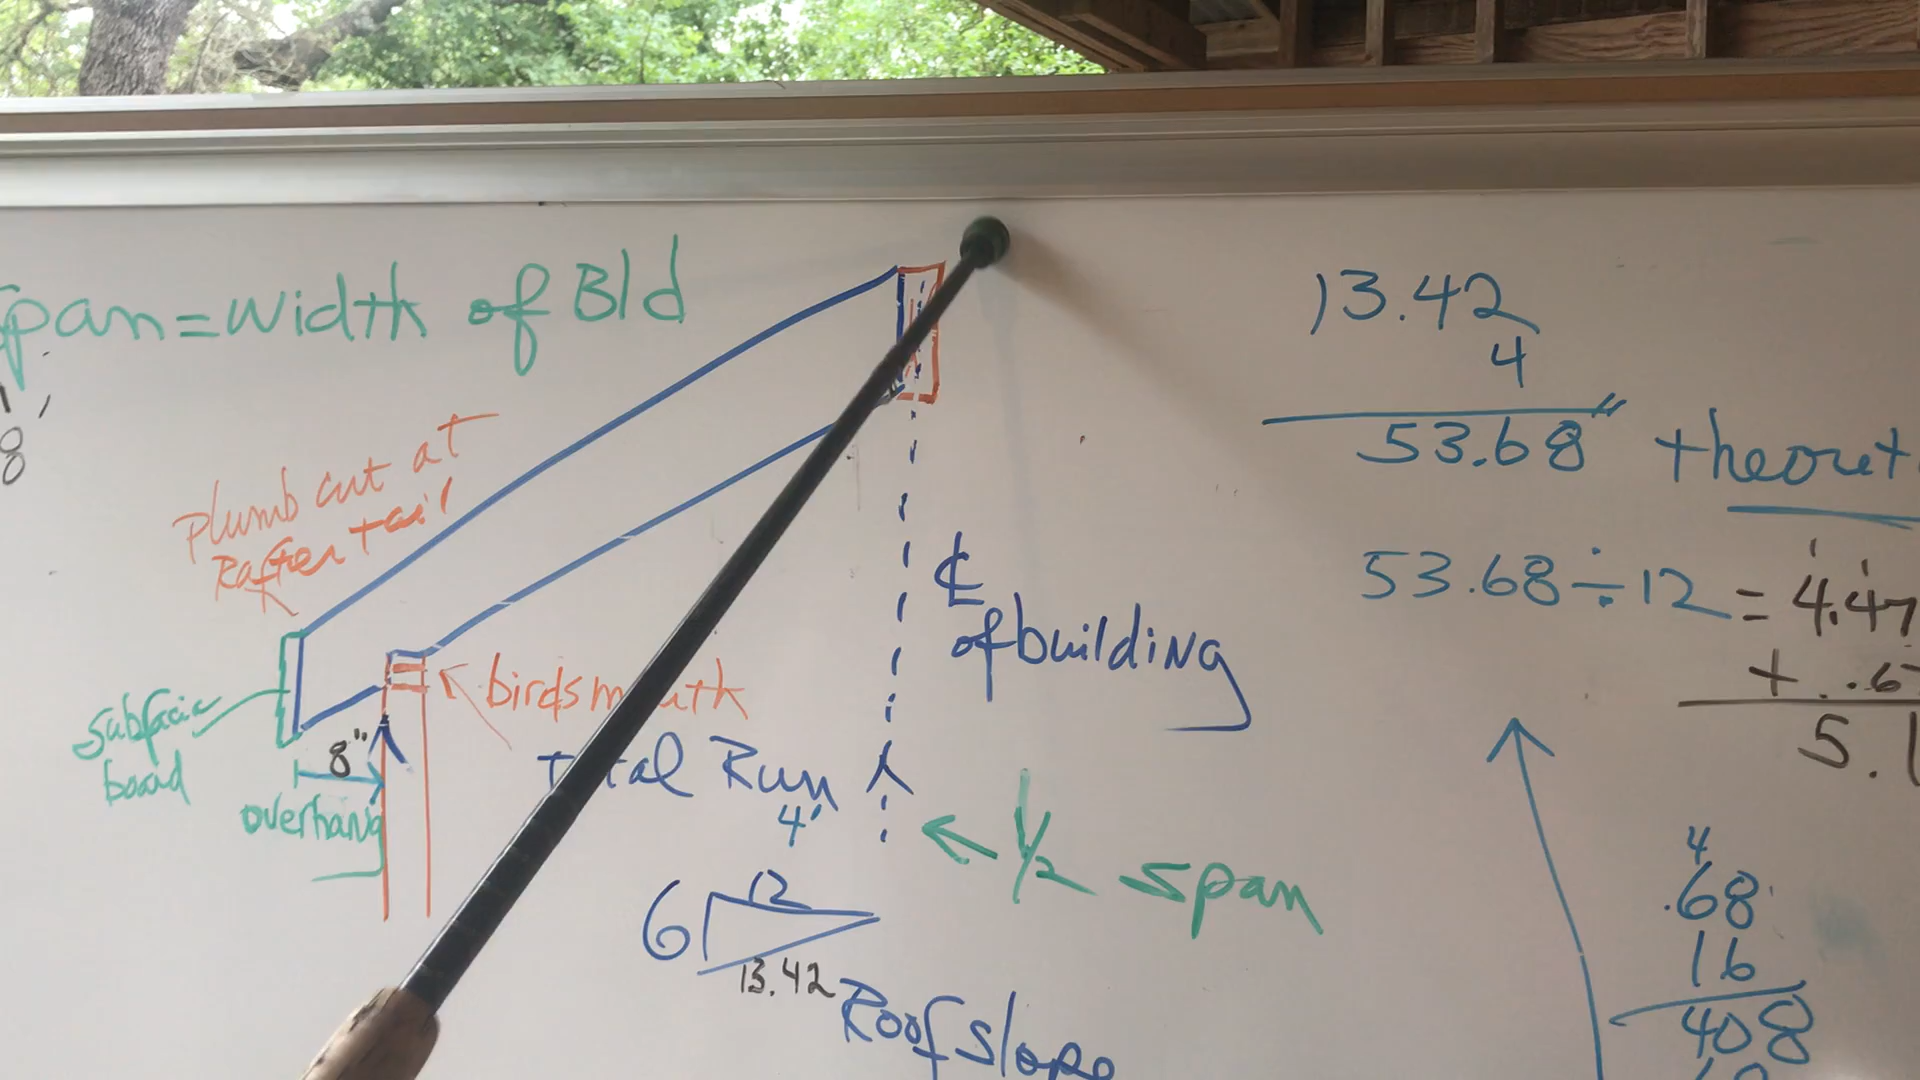 Span = Width of Bld
8
plumb cut at
Rafter tail
subfacia
board
8"
overhang
birdsmouth
Total Run
4'
℄
of building
1/2 span
12
6
13.42
Roof slope
13.42
4
53.68"
53.68 ÷ 12 = 4.47
+ .6
5.1
4
.68
16
408